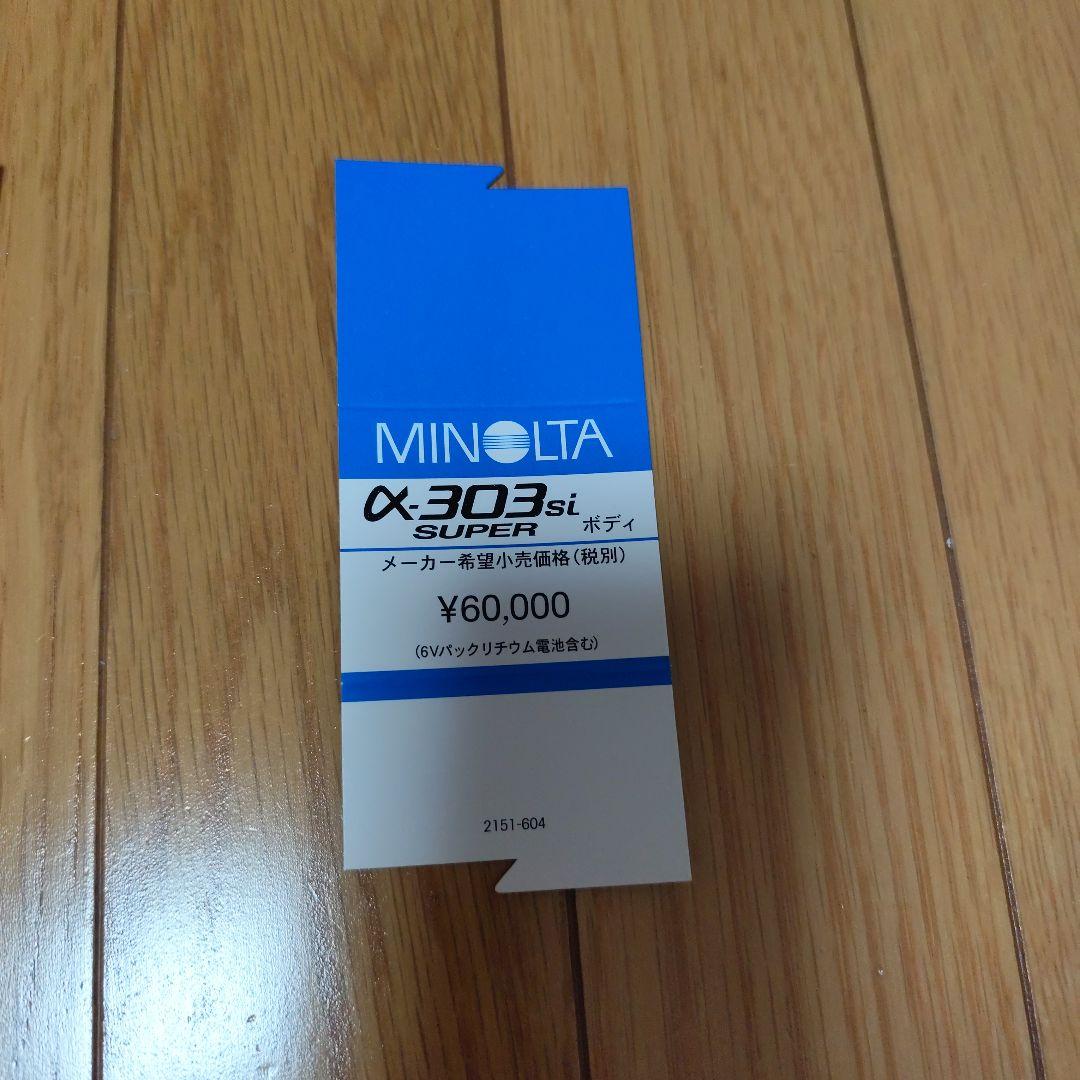 MINOLTA
α-303si
SUPER ボディ
メーカー希望小売価格(税別)
¥60,000
(6Vパックリチウム電池含む)
2151-604